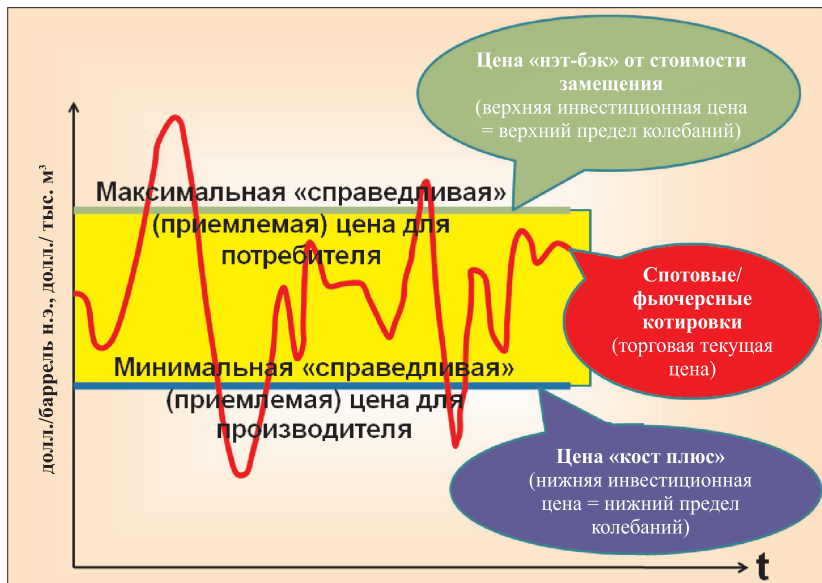 Цена «нэт-бэк» от стоимости
замещения
(верхняя инвестиционная цена
= верхний предел колебаний)
долл./баррель н.э., долл./ тыс. м³
Максимальная «справедливая»
(приемлемая) цена для
потребителя
Спотовые/
фьючерсные
котировки
(торговая текущая
цена)
Минимальная «справедливая»
(приемлемая) цена для
производителя
Цена «кост плюс»
(нижняя инвестиционная
цена = нижний предел
колебаний)
t